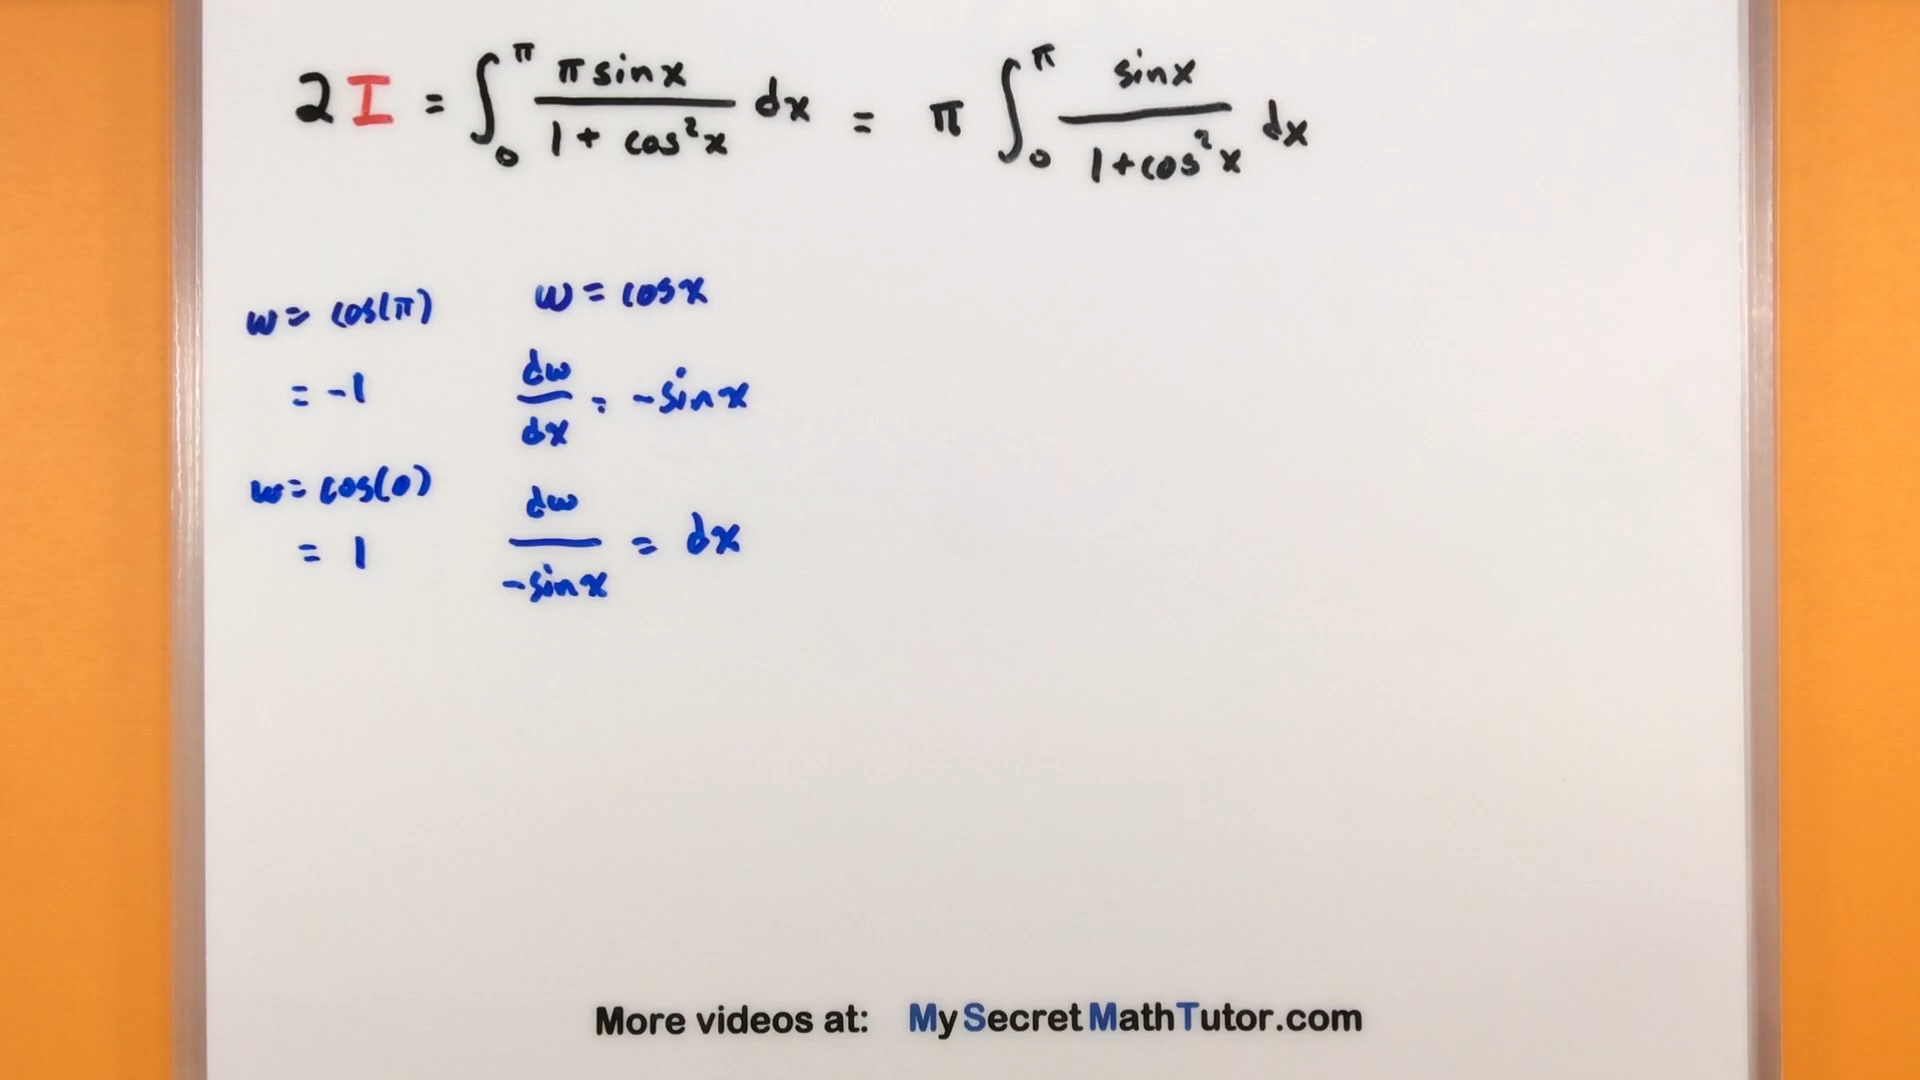 2I = ∫₀^π (π sin x)/(1 + cos²x) dx = π ∫₀^π (sin x)/(1 + cos²x) dx
w = cos(π)
= -1
w = cos(0)
= 1
w = cos x
dw/dx = -sin x
dw/(-sin x) = dx
More videos at: MySecretMathTutor.com